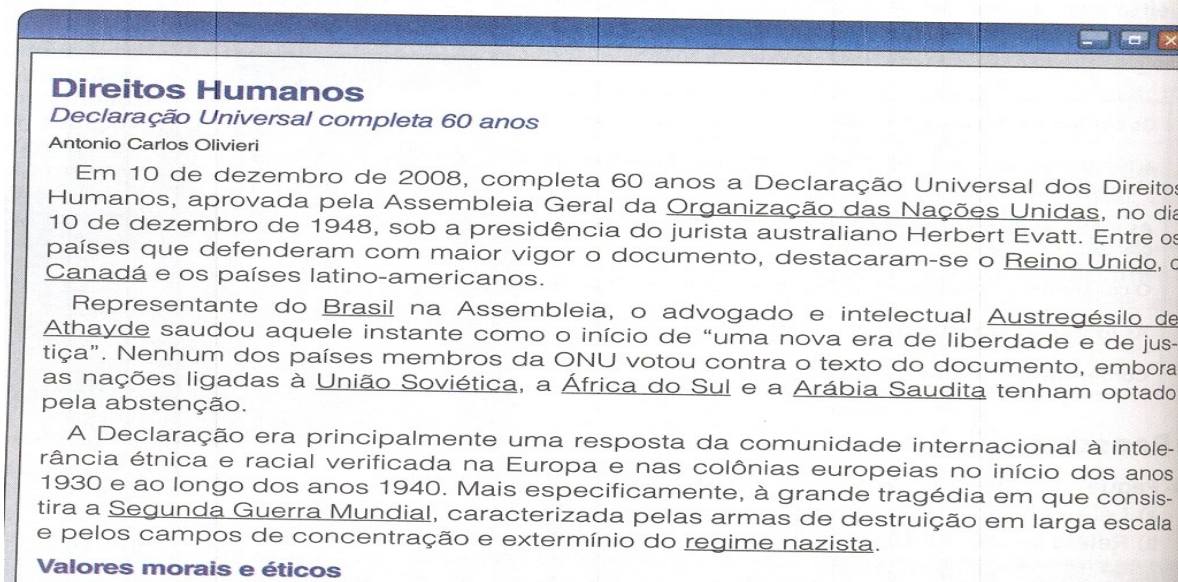 Direitos Humanos
Declaração Universal completa 60 anos
Antonio Carlos Olivieri
Em 10 de dezembro de 2008, completa 60 anos a Declaração Universal dos Direitos
Humanos, aprovada pela Assembleia Geral da Organização das Nações Unidas, no dia
10 de dezembro de 1948, sob a presidência do jurista australiano Herbert Evatt. Entre os
países que defenderam com maior vigor o documento, destacaram-se o Reino Unido, o
Canadá e os países latino-americanos.
Representante do Brasil na Assembleia, o advogado e intelectual Austregésilo de
Athayde saudou aquele instante como o início de “uma nova era de liberdade e de jus-
tiça”. Nenhum dos países membros da ONU votou contra o texto do documento, embora
as nações ligadas à União Soviética, a África do Sul e a Arábia Saudita tenham optado
pela abstenção.
A Declaração era principalmente uma resposta da comunidade internacional à intole-
rância étnica e racial verificada na Europa e nas colônias europeias no início dos anos
1930 e ao longo dos anos 1940. Mais especificamente, à grande tragédia em que consis-
tira a Segunda Guerra Mundial, caracterizada pelas armas de destruição em larga escala
e pelos campos de concentração e extermínio do regime nazista.
Valores morais e éticos